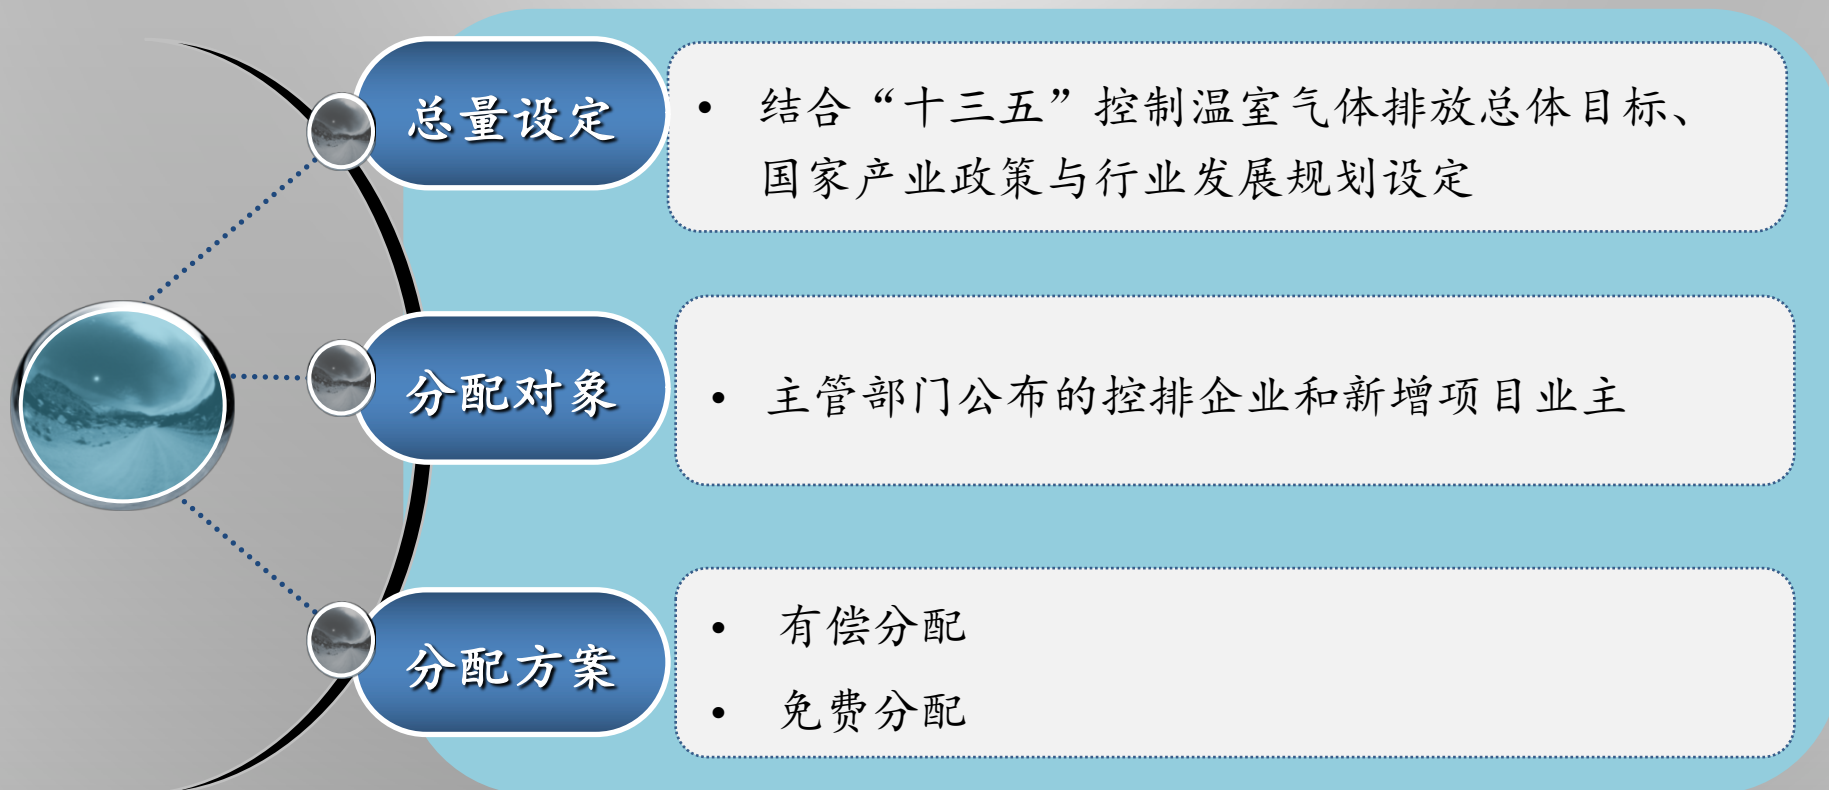 总量设定
• 结合“十三五”控制温室气体排放总体目标、
国家产业政策与行业发展规划设定
分配对象
• 主管部门公布的控排企业和新增项目业主
分配方案
• 有偿分配
• 免费分配